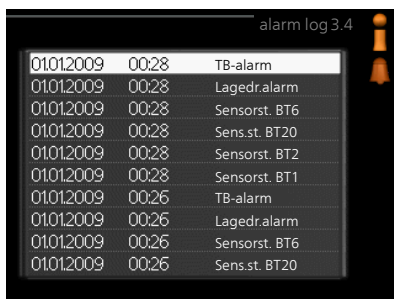 alarm log 3.4
01.01.2009 00:28 TB-alarm
01.01.2009 00:28 Lagedr.alarm
01.01.2009 00:28 Sensorst. BT6
01.01.2009 00:28 Sens.st. BT20
01.01.2009 00:28 Sensorst. BT2
01.01.2009 00:28 Sensorst. BT1
01.01.2009 00:26 TB-alarm
01.01.2009 00:26 Lagedr.alarm
01.01.2009 00:26 Sensorst. BT6
01.01.2009 00:26 Sens.st. BT20